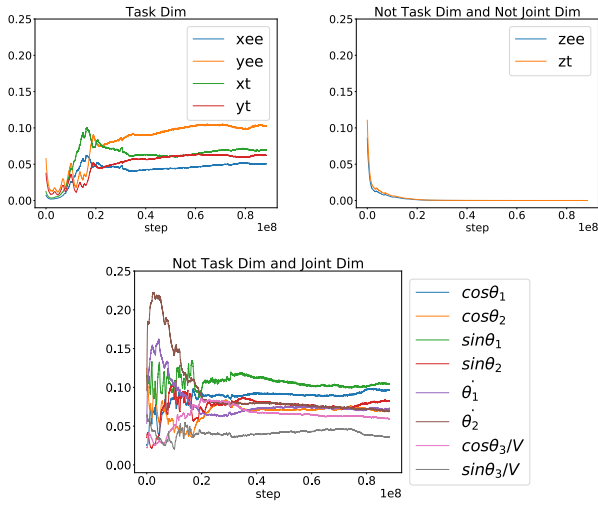 Task Dim
0.25
0.20
0.15
0.10
0.05
0.00
0.0 0.2 0.4 0.6 0.8
step
1e8
xee
yee
xt
yt
Not Task Dim and Not Joint Dim
0.25
0.20
0.15
0.10
0.05
0.00
0.0 0.2 0.4 0.6 0.8
step
1e8
zee
zt
Not Task Dim and Joint Dim
0.25
0.20
0.15
0.10
0.05
0.00
0.0 0.2 0.4 0.6 0.8
step
1e8
cosθ₁
cosθ₂
sinθ₁
sinθ₂
θ̇₁
θ̇₂
cosθ₃/V
sinθ₃/V